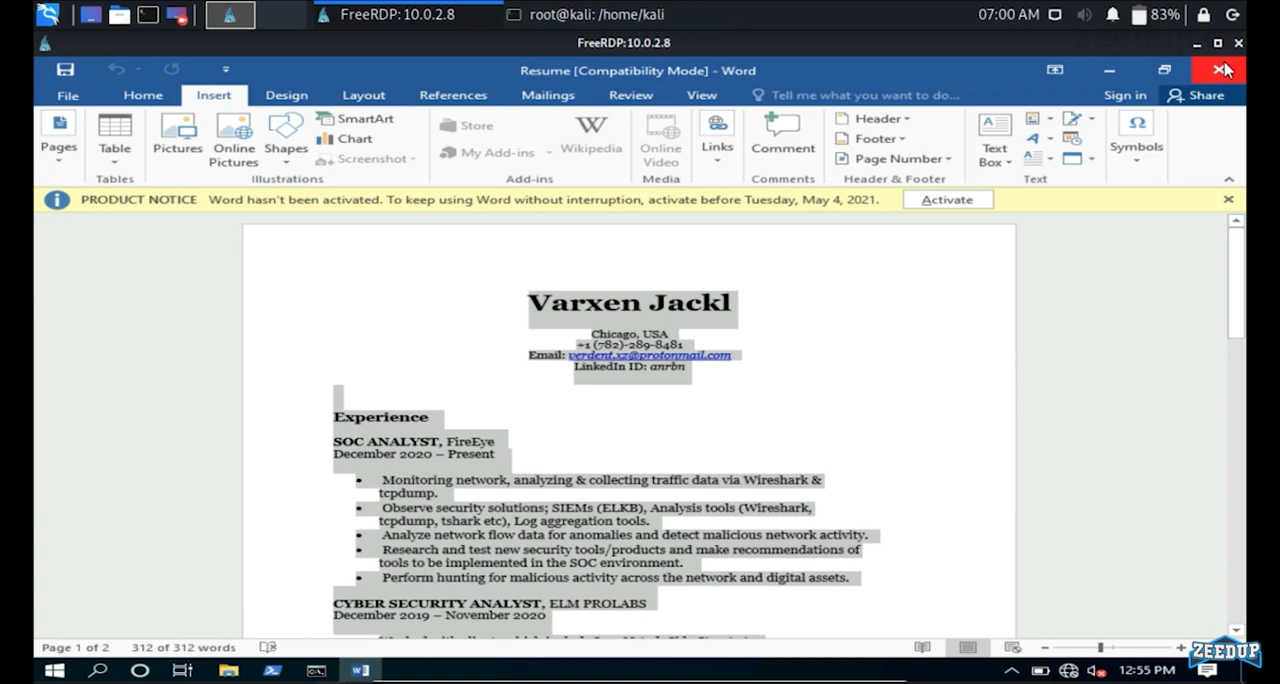 FreeRDP: 10.0.2.8
root@kali: /home/kali
07:00 AM
83%
FreeRDP:10.0.2.8
Resume [Compatibility Mode] - Word
File Home Insert Design Layout References Mailings Review View Tell me what you want to do... Sign in Share
Pages
Table
Pictures
Online Pictures
Shapes
SmartArt
Chart
Screenshot
Store
My Add-ins
Wikipedia
Online Video
Links
Comment
Header
Footer
Page Number
Text Box
Symbols
Tables Illustrations Add-ins Media Comments Header & Footer Text
PRODUCT NOTICE Word hasn't been activated. To keep using Word without interruption, activate before Tuesday, May 4, 2021. Activate
Varxen Jackl
Chicago, USA
+1 (782)-289-8481
Email: verdent.xz@protonmail.com
LinkedIn ID: anrbn
Experience
SOC ANALYST, FireEye
December 2020 – Present
• Monitoring network, analyzing & collecting traffic data via Wireshark &
tcpdump.
• Observe security solutions; SIEMs (ELKB), Analysis tools (Wireshark,
tcpdump, tshark etc), Log aggregation tools.
• Analyze network flow data for anomalies and detect malicious network activity.
• Research and test new security tools/products and make recommendations of
tools to be implemented in the SOC environment.
• Perform hunting for malicious activity across the network and digital assets.
CYBER SECURITY ANALYST, ELM PROLABS
December 2019 – November 2020
Page 1 of 2 312 of 312 words
ZEEDUP
12:55 PM